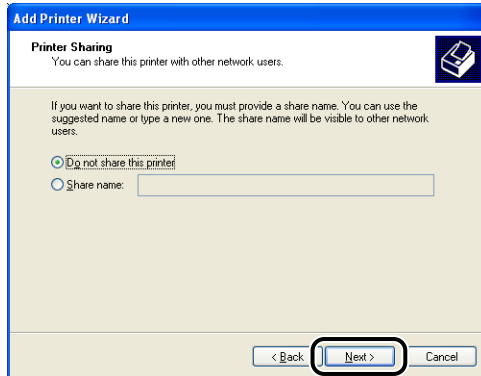 Add Printer Wizard
Printer Sharing
You can share this printer with other network users.
If you want to share this printer, you must provide a share name. You can use the
suggested name or type a new one. The share name will be visible to other network
users.
Do not share this printer
Share name:
< Back Next > Cancel